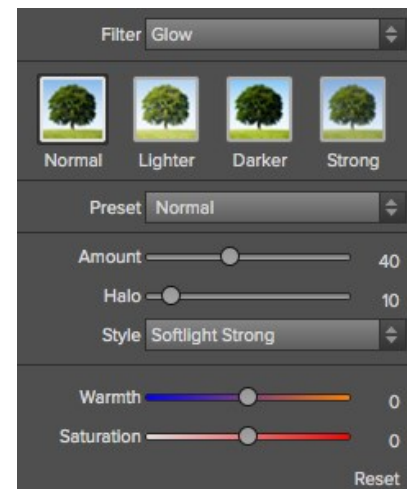 Filter Glow
Normal Lighter Darker Strong
Preset Normal
Amount 40
Halo 10
Style Softlight Strong
Warmth 0
Saturation 0
Reset